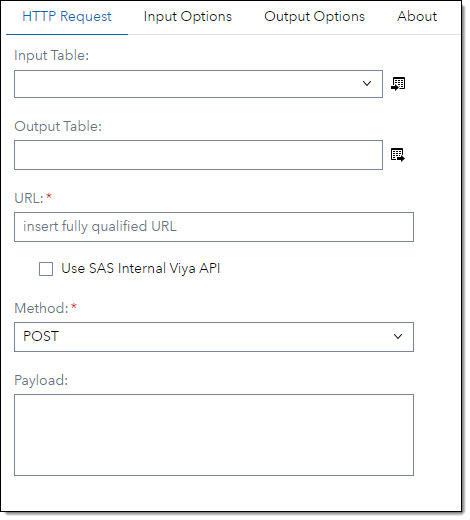 HTTP Request Input Options Output Options About
Input Table:
Output Table:
URL: *
insert fully qualified URL
Use SAS Internal Viya API
Method: *
POST
Payload: